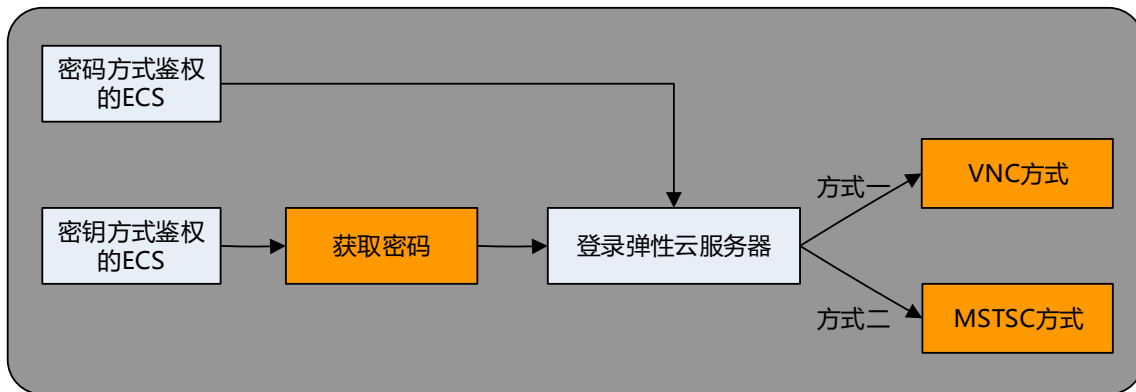 密码方式鉴权
的ECS
方式一
VNC方式
密钥方式鉴权
的ECS
获取密码
登录弹性云服务器
方式二
MSTSC方式